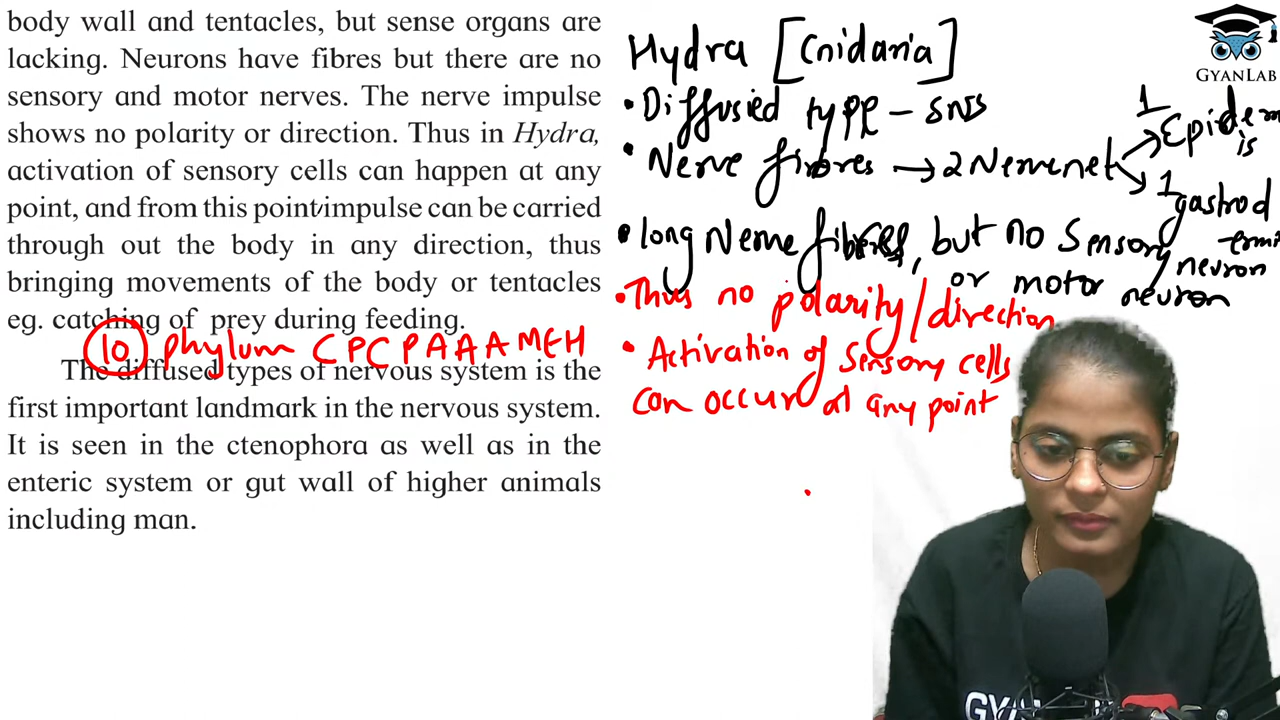 body wall and tentacles, but sense organs are
lacking. Neurons have fibres but there are no
sensory and motor nerves. The nerve impulse
shows no polarity or direction. Thus in Hydra,
activation of sensory cells can happen at any
point, and from this point impulse can be carried
through out the body in any direction, thus
bringing movements of the body or tentacles
eg. catching of prey during feeding.
10 phylum C P C P A A A M E H
The diffused types of nervous system is the
first important landmark in the nervous system.
It is seen in the ctenophora as well as in the
enteric system or gut wall of higher animals
including man.
Hydra [Cnidaria]
• Diffused type –
• Nerve fibres → 2 Nerve net
1 Epiderm
is
1 gastrod
ermi
• long Nerve fibres, but no Sensory neuron
or motor neuron
• Thus no polarity/direction
• Activation of Sensory cells
can occur at any point
GYANLAB
GY